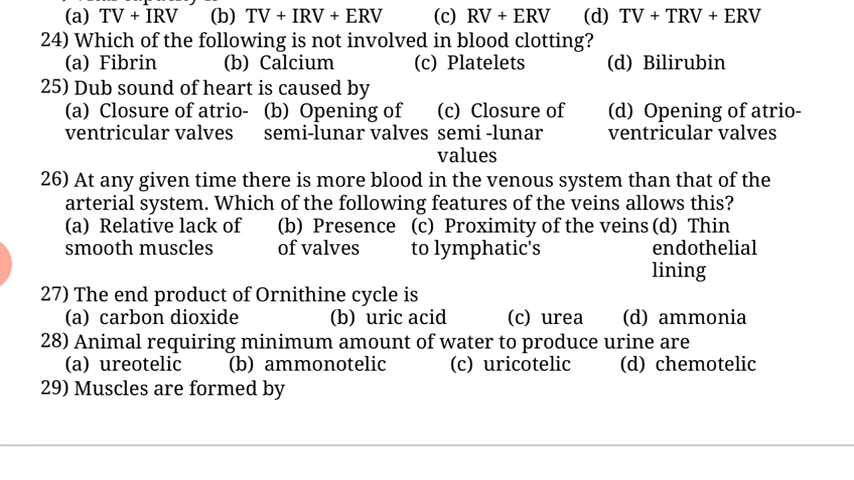 (a) TV + IRV (b) TV + IRV + ERV (c) RV + ERV (d) TV + TRV + ERV
24) Which of the following is not involved in blood clotting?
(a) Fibrin (b) Calcium (c) Platelets (d) Bilirubin
25) Dub sound of heart is caused by
(a) Closure of atrio- (b) Opening of (c) Closure of (d) Opening of atrio-
ventricular valves semi-lunar valves semi -lunar ventricular valves
values
26) At any given time there is more blood in the venous system than that of the
arterial system. Which of the following features of the veins allows this?
(a) Relative lack of (b) Presence (c) Proximity of the veins (d) Thin
smooth muscles of valves to lymphatic's endothelial
lining
27) The end product of Ornithine cycle is
(a) carbon dioxide (b) uric acid (c) urea (d) ammonia
28) Animal requiring minimum amount of water to produce urine are
(a) ureotelic (b) ammonotelic (c) uricotelic (d) chemotelic
29) Muscles are formed by